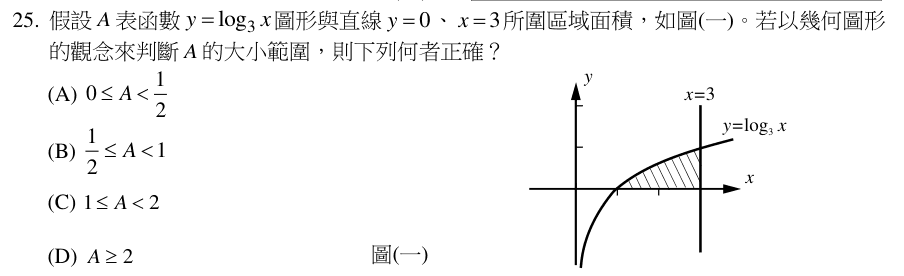 25. 假設 A 表函數 y = log₃ x 圖形與直線 y = 0、x = 3 所圍區域面積，如圖(一)。若以幾何圖形
的觀念來判斷 A 的大小範圍，則下列何者正確？
(A) 0 ≤ A < 1/2
(B) 1/2 ≤ A < 1
(C) 1 ≤ A < 2
(D) A ≥ 2
y
x=3
y=log₃ x
x
圖(一)